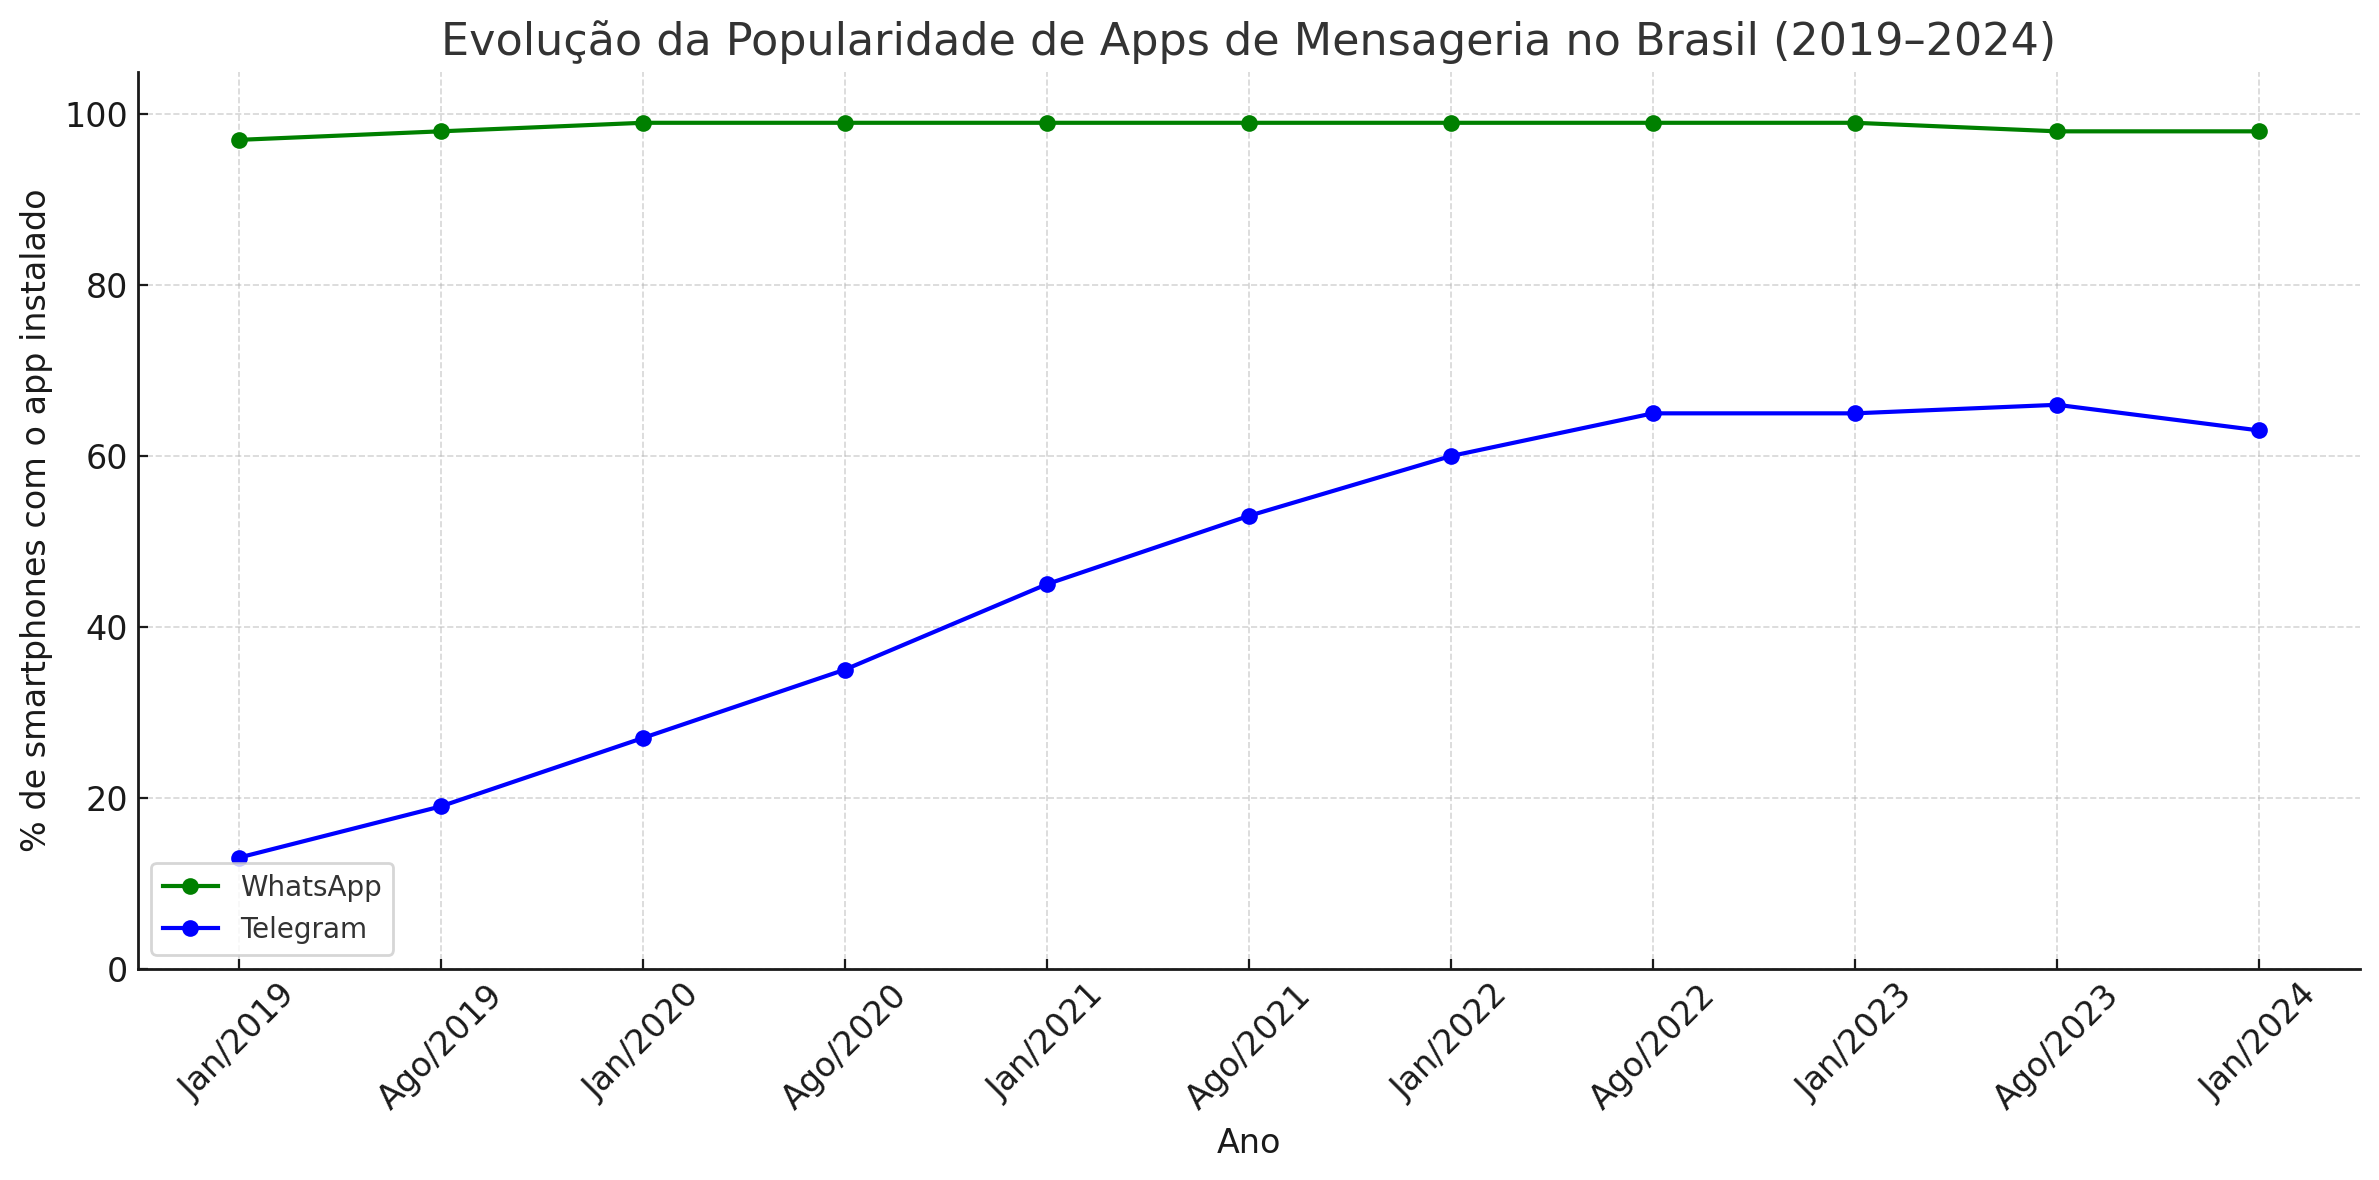 Evolução da Popularidade de Apps de Mensageria no Brasil (2019–2024)
% de smartphones com o app instalado
100
80
60
40
20
0
WhatsApp
Telegram
Jan/2019
Ago/2019
Jan/2020
Ago/2020
Jan/2021
Ago/2021
Jan/2022
Ago/2022
Jan/2023
Ago/2023
Jan/2024
Ano